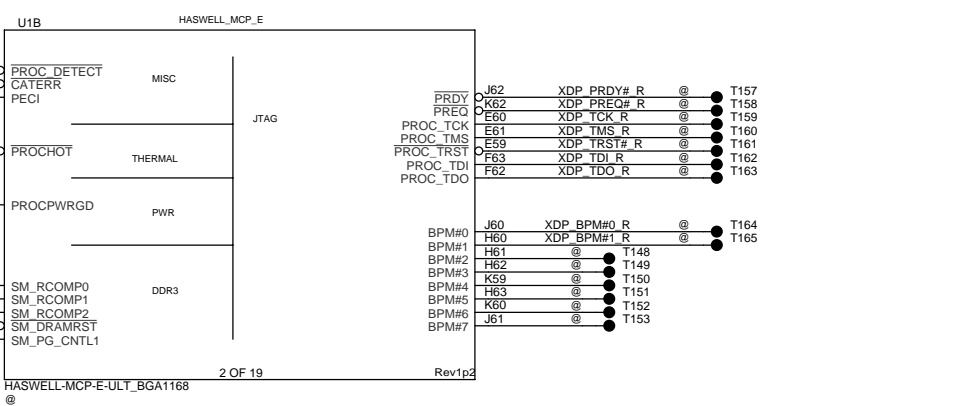 U1B HASWELL_MCP_E
PROC_DETECT MISC
CATERR
PECI
PRDY J62 XDP_PRDY#_R @ T157
PREQ K62 XDP_PREQ#_R @ T158
JTAG PROC_TCK E60 XDP_TCK_R @ T159
PROC_TMS E61 XDP_TMS_R @ T160
PROCHOT THERMAL PROC_TRST E59 XDP_TRST#_R @ T161
PROC_TDI F63 XDP_TDI_R @ T162
PROC_TDO F62 XDP_TDO_R @ T163
PROCPWRGD PWR
BPM#0 J60 XDP_BPM#0_R @ T164
BPM#1 H60 XDP_BPM#1_R @ T165
BPM#2 H61 @ T148
BPM#3 H62 @ T149
SM_RCOMP0 DDR3 BPM#4 K59 @ T150
SM_RCOMP1 BPM#5 H63 @ T151
SM_RCOMP2 BPM#6 K60 @ T152
SM_DRAMRST BPM#7 J61 @ T153
SM_PG_CNTL1
2 OF 19 Rev1p2
HASWELL-MCP-E-ULT_BGA1168
@